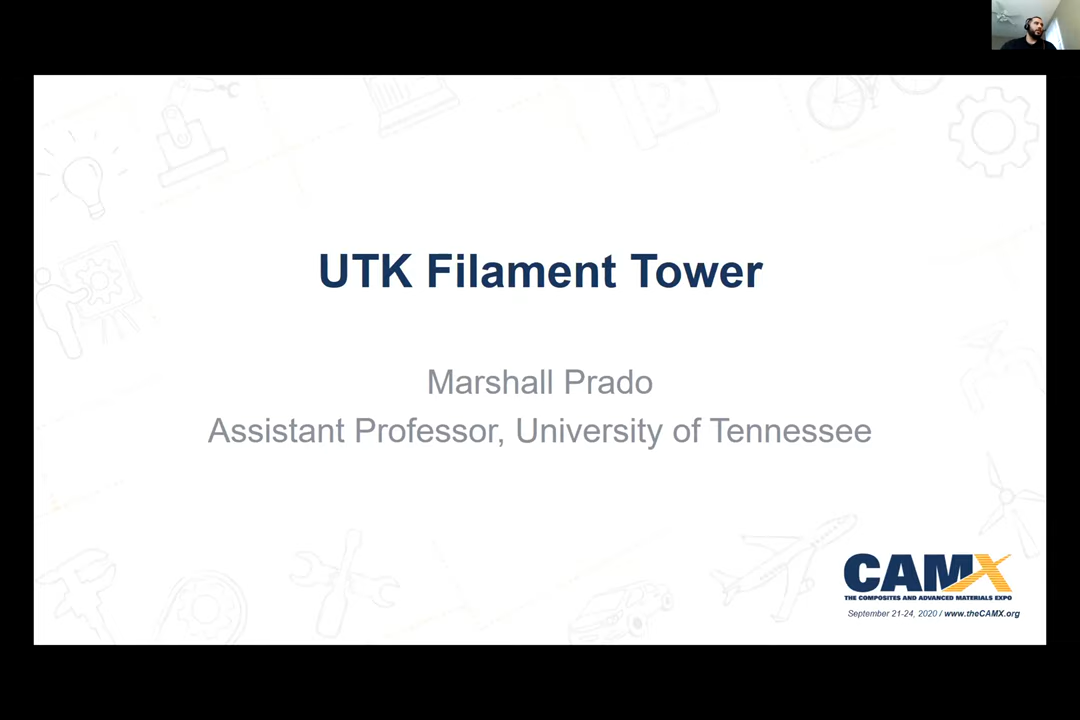 UTK Filament Tower
Marshall Prado
Assistant Professor, University of Tennessee
CAMX
THE COMPOSITES AND ADVANCED MATERIALS EXPO
September 21-24, 2020 / www.theCAMX.org